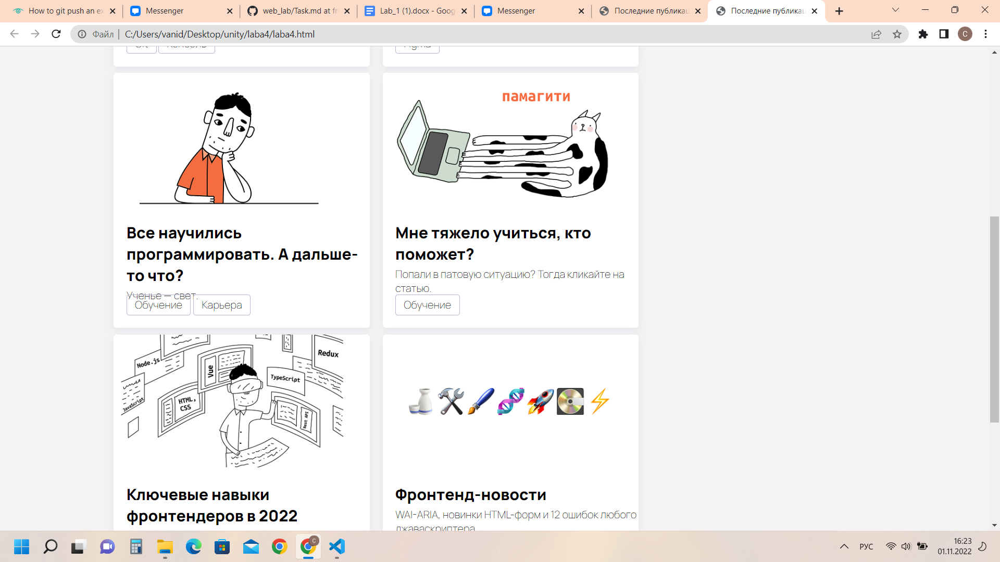 How to git push an ex
Messenger
web_lab/Task.md at fr
Lab_1 (1).docx - Goog
Messenger
Последние публикац
Последние публикац
Файл
C:/Users/vanid/Desktop/unity/laba4/laba4.html
C
Git
Консоль
Figma
памагити
Все научились
программировать. А дальше-
то что?
Ученье — свет.
Обучение
Карьера
Мне тяжело учиться, кто
поможет?
Попали в патовую ситуацию? Тогда кликайте на
статью.
Обучение
Node.js
Vue
Redux
TypeScript
JavaScript
HTML,
CSS
Rest API
Ключевые навыки
фронтендеров в 2022
Фронтенд-новости
WAI-ARIA, новинки HTML-форм и 12 ошибок любого
джаваскриптера
C
РУС
16:23
01.11.2022